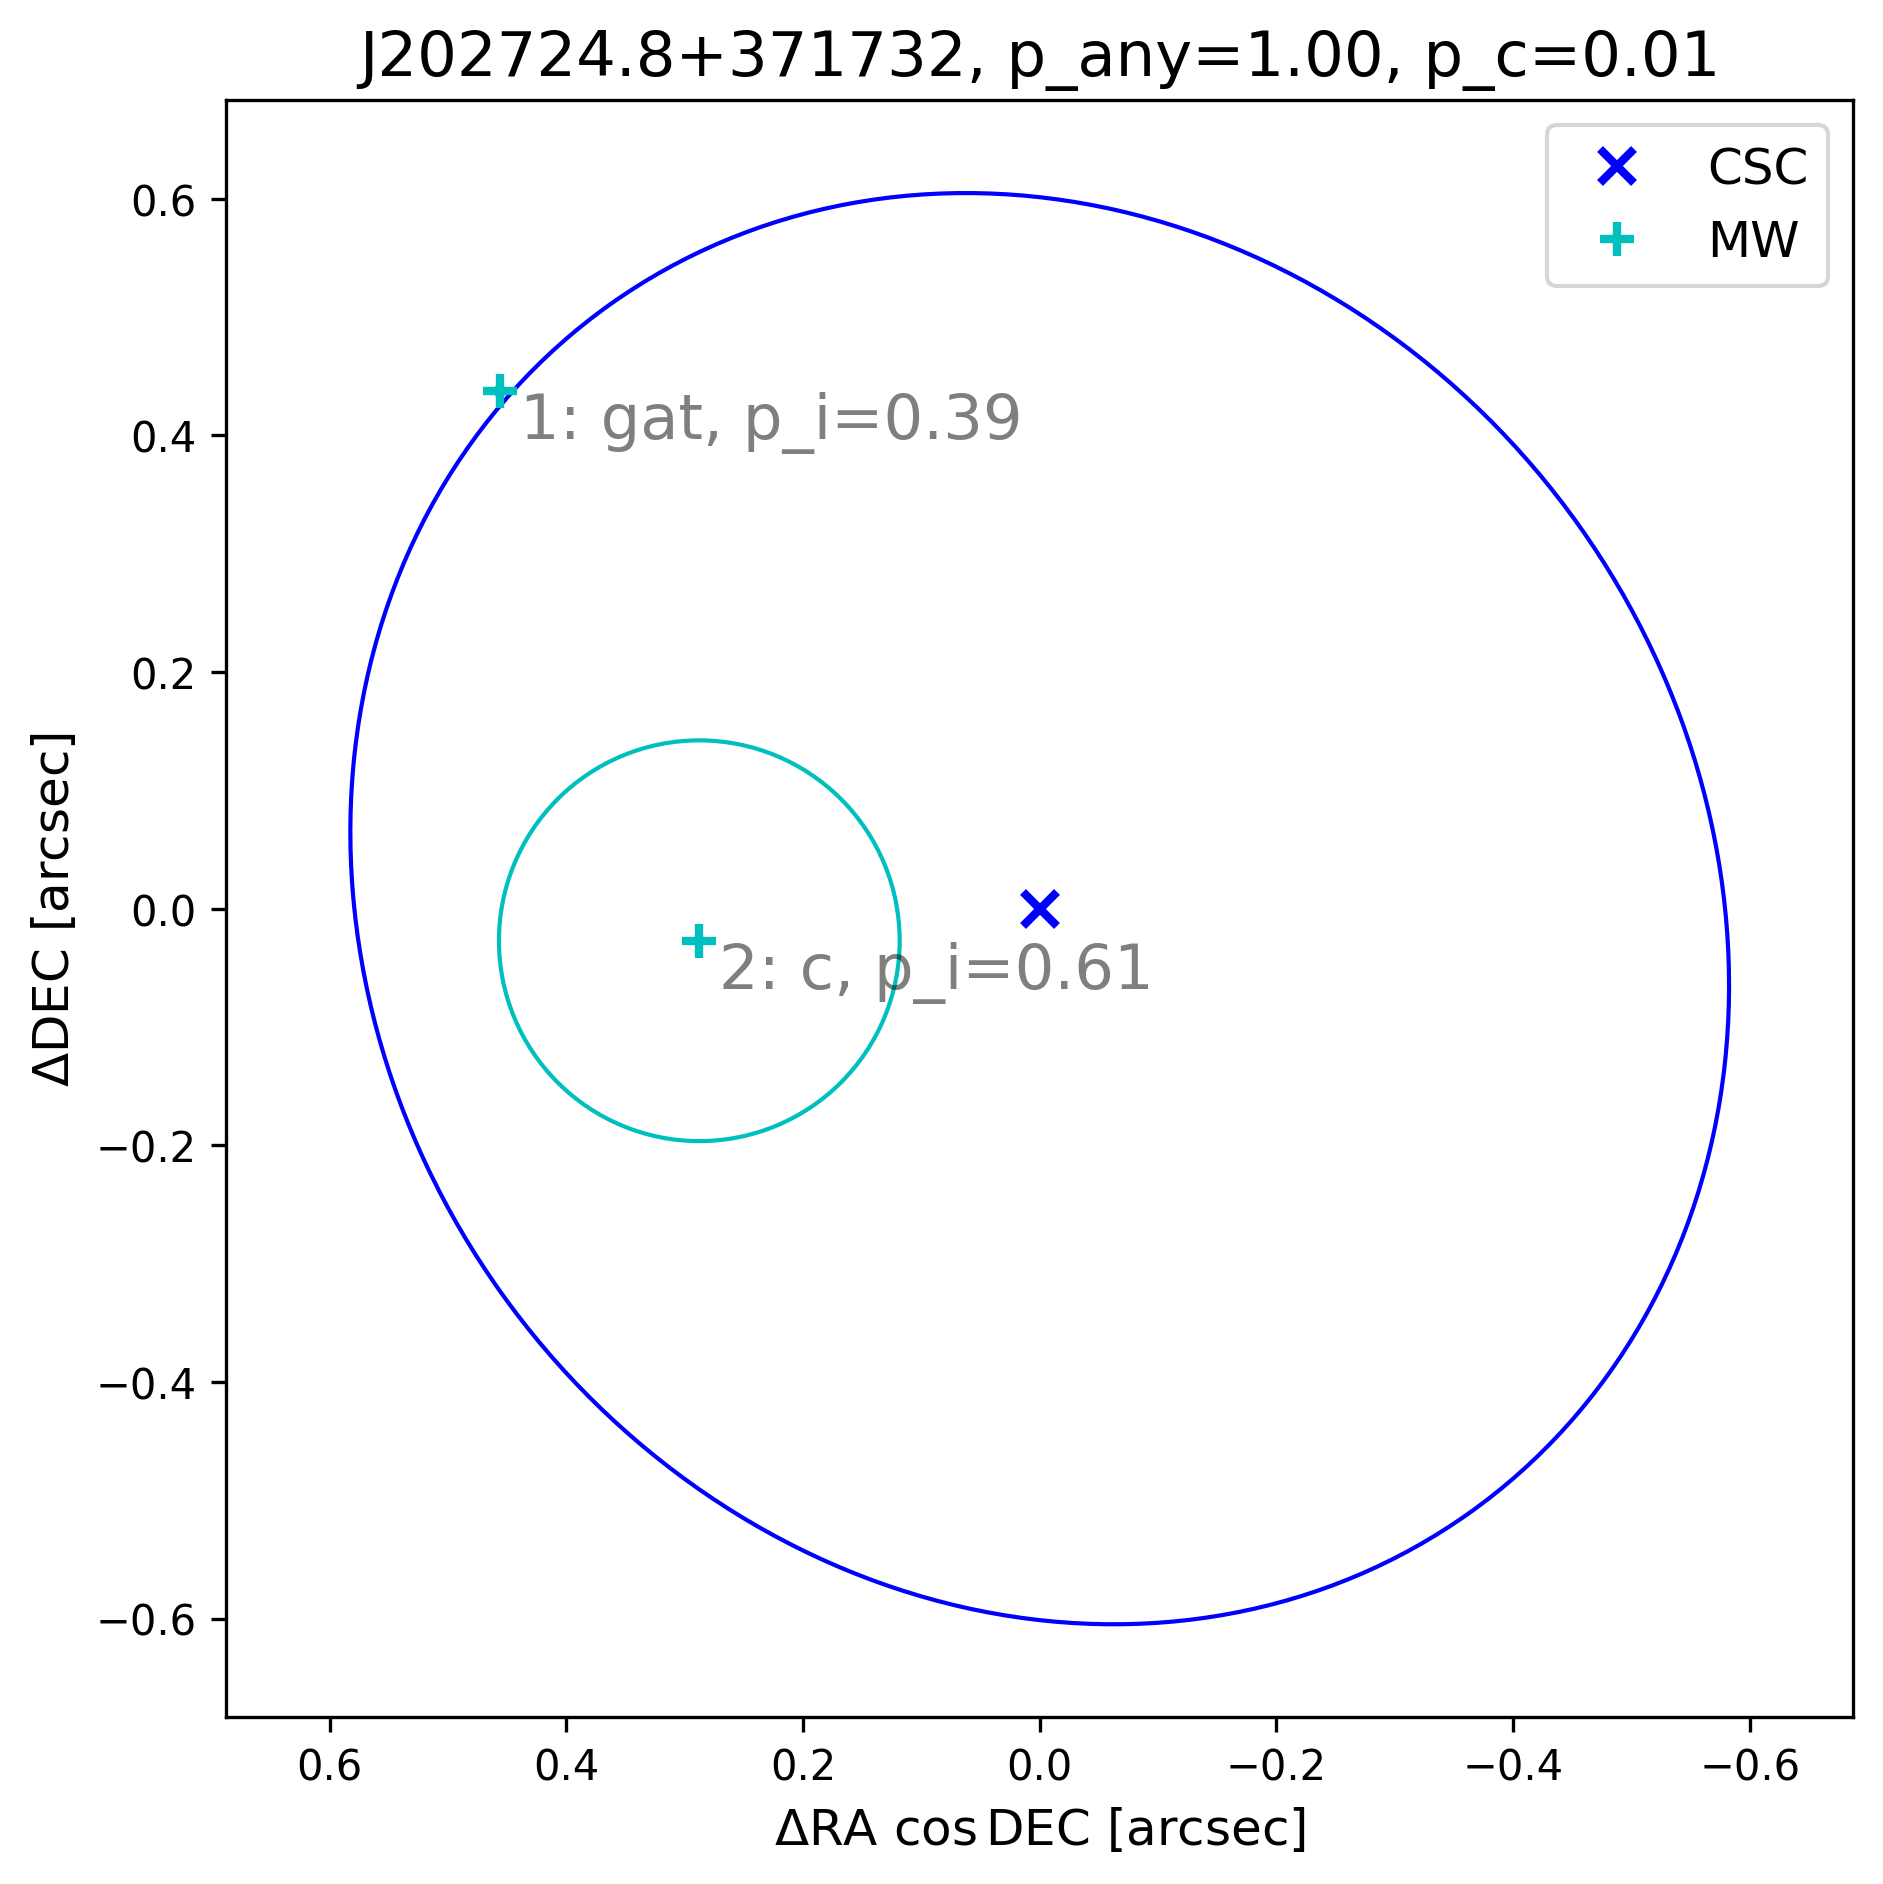 J202724.8+371732, p_any=1.00, p_c=0.01
CSC
MW
1: gat, p_i=0.39
2: c, p_i=0.61
0.6
0.4
0.2
0.0
−0.2
−0.4
−0.6
ΔDEC [arcsec]
0.6
0.4
0.2
0.0
−0.2
−0.4
−0.6
ΔRA cos DEC [arcsec]